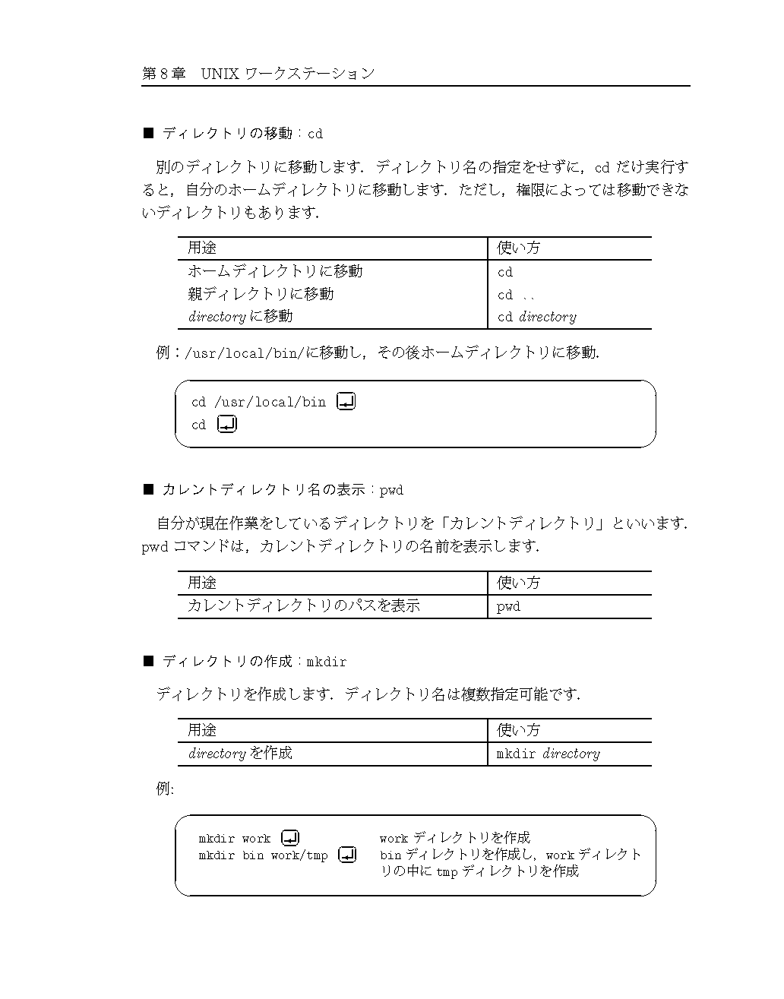 第8章　UNIX ワークステーション
■ ディレクトリの移動：cd
別のディレクトリに移動します．ディレクトリ名の指定をせずに，cd だけ実行す
ると，自分のホームディレクトリに移動します．ただし，権限によっては移動できな
いディレクトリもあります．
用途 使い方
ホームディレクトリに移動 cd
親ディレクトリに移動 cd ..
directory に移動 cd directory
例：/usr/local/bin/に移動し，その後ホームディレクトリに移動．
cd /usr/local/bin
cd
■ カレントディレクトリ名の表示：pwd
自分が現在作業をしているディレクトリを「カレントディレクトリ」といいます．
pwd コマンドは，カレントディレクトリの名前を表示します．
用途 使い方
カレントディレクトリのパスを表示 pwd
■ ディレクトリの作成：mkdir
ディレクトリを作成します．ディレクトリ名は複数指定可能です．
用途 使い方
directory を作成 mkdir directory
例:
mkdir work work ディレクトリを作成
mkdir bin work/tmp bin ディレクトリを作成し，work ディレクト
リの中に tmp ディレクトリを作成